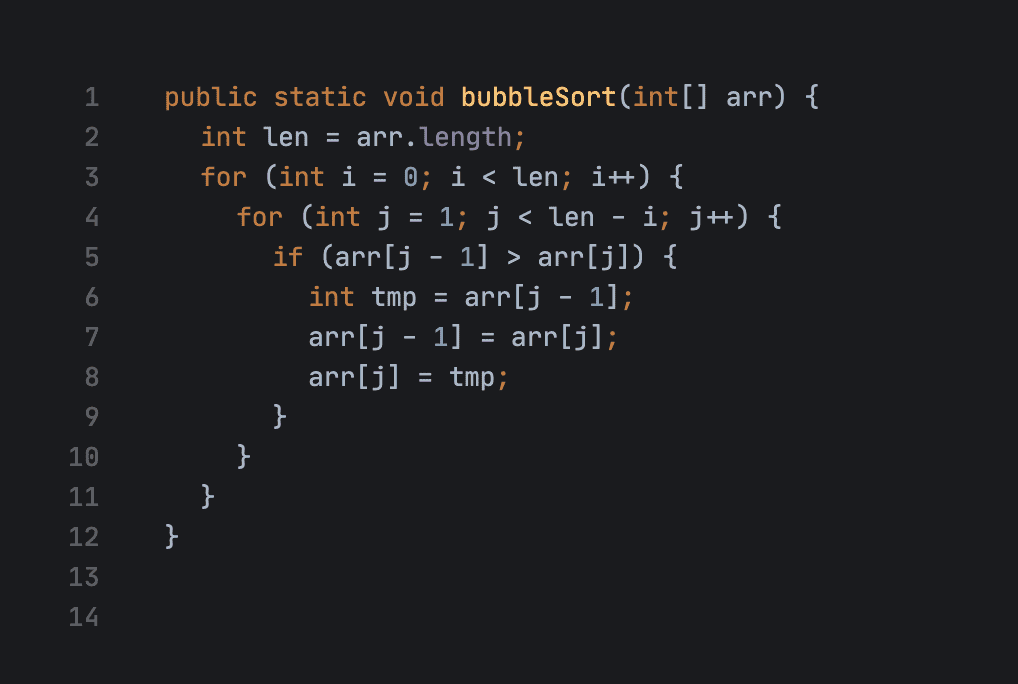 1 public static void bubbleSort(int[] arr) {
2 int len = arr.length;
3 for (int i = 0; i < len; i++) {
4 for (int j = 1; j < len - i; j++) {
5 if (arr[j - 1] > arr[j]) {
6 int tmp = arr[j - 1];
7 arr[j - 1] = arr[j];
8 arr[j] = tmp;
9 }
10 }
11 }
12 }
13
14